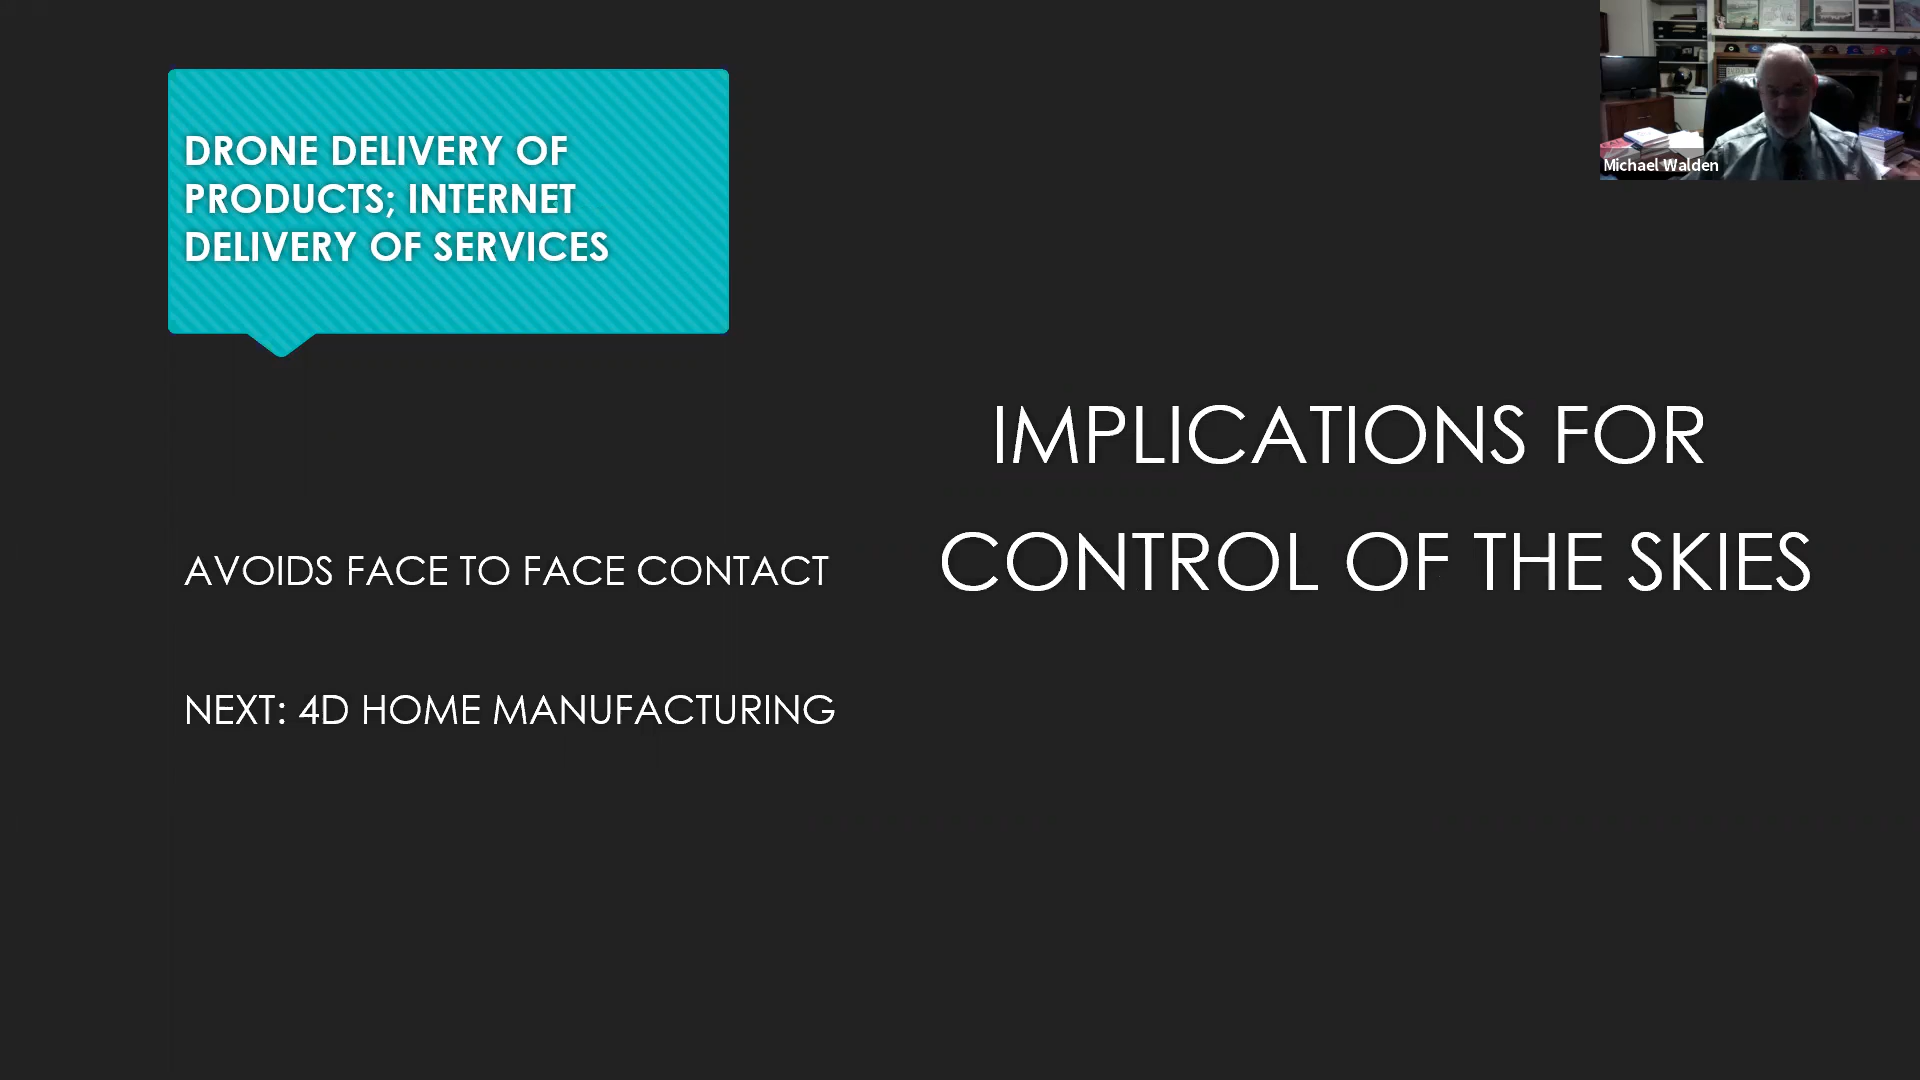 DRONE DELIVERY OF
PRODUCTS; INTERNET
DELIVERY OF SERVICES
AVOIDS FACE TO FACE CONTACT
NEXT: 4D HOME MANUFACTURING
IMPLICATIONS FOR
CONTROL OF THE SKIES
Michael Walden